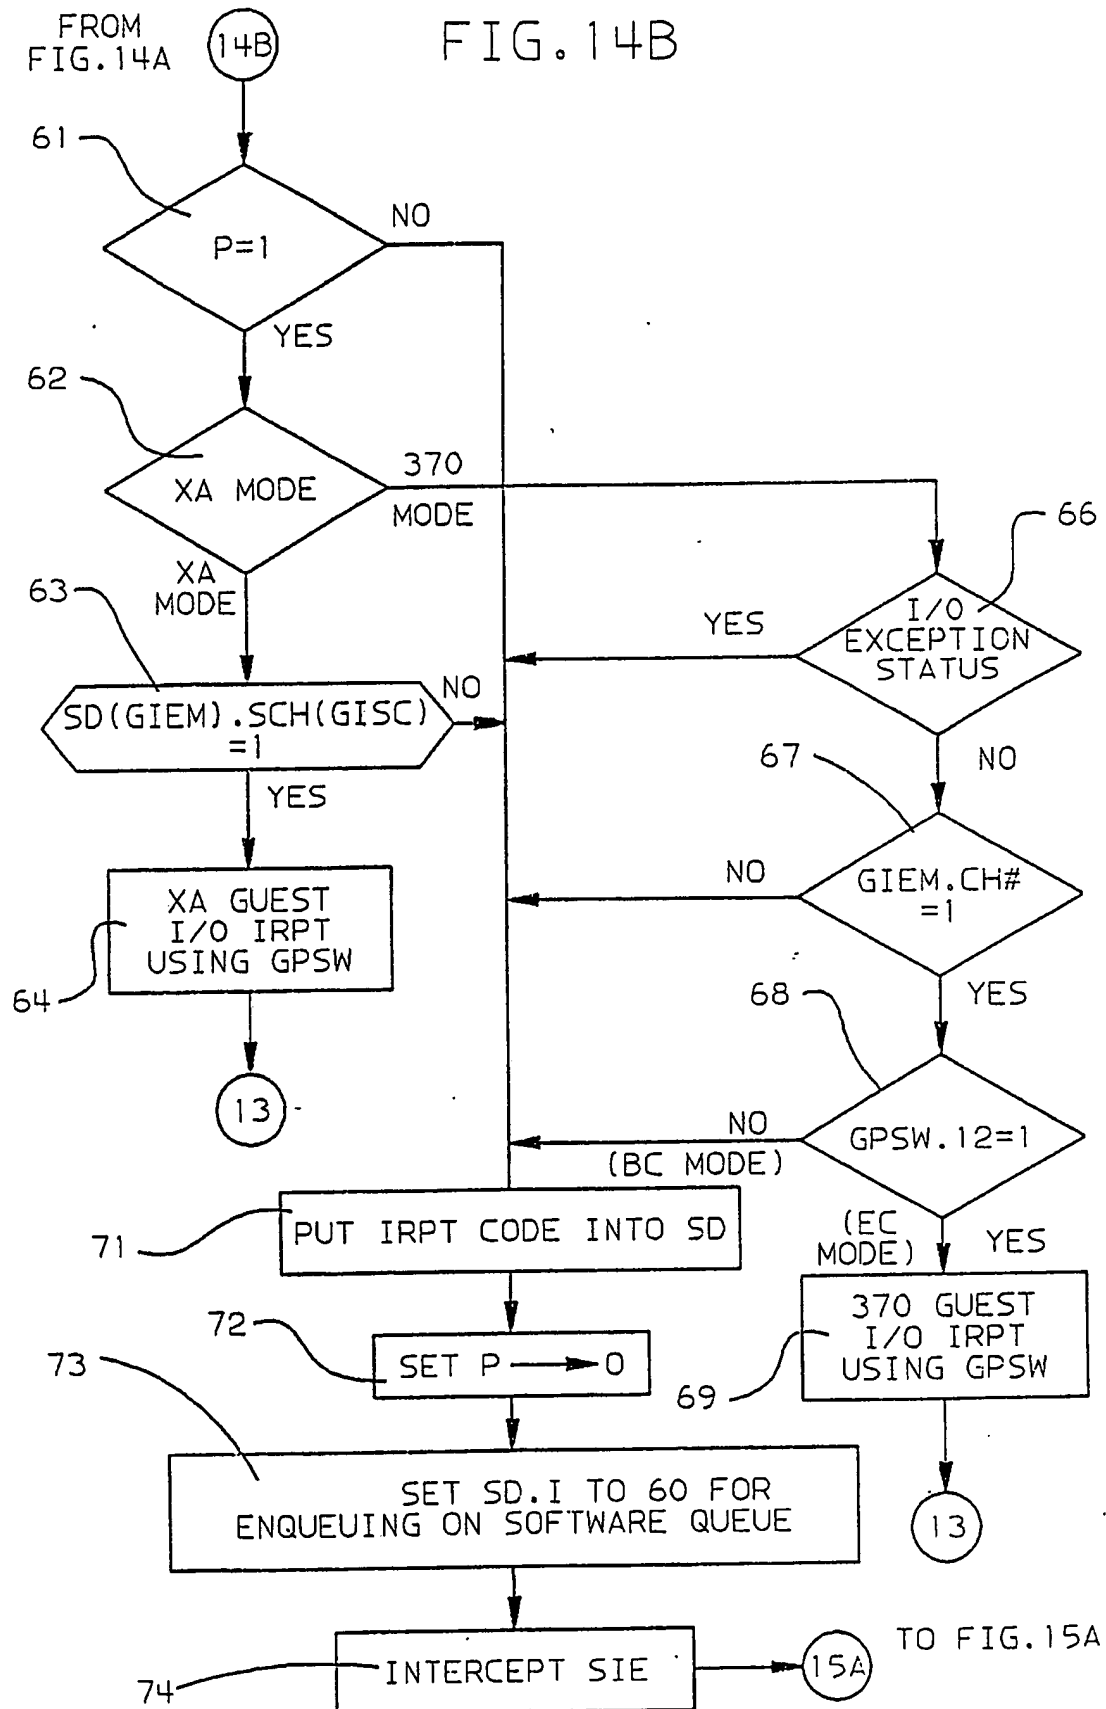 FROM
FIG.14A
14B
FIG.14B
61
P=1
NO
YES
62
XA MODE
370
MODE
XA
MODE
66
I/O
EXCEPTION
STATUS
YES
NO
63
SD(GIEM).SCH(GISC)
=1
NO
YES
67
GIEM.CH#
=1
NO
YES
64
XA GUEST
I/O IRPT
USING GPSW
13
68
GPSW.12=1
NO
(BC MODE)
(EC
MODE)
YES
71
PUT IRPT CODE INTO SD
69
370 GUEST
I/O IRPT
USING GPSW
13
72
SET P → 0
73
SET SD.I TO 60 FOR
ENQUEUING ON SOFTWARE QUEUE
74
INTERCEPT SIE
15A
TO FIG.15A